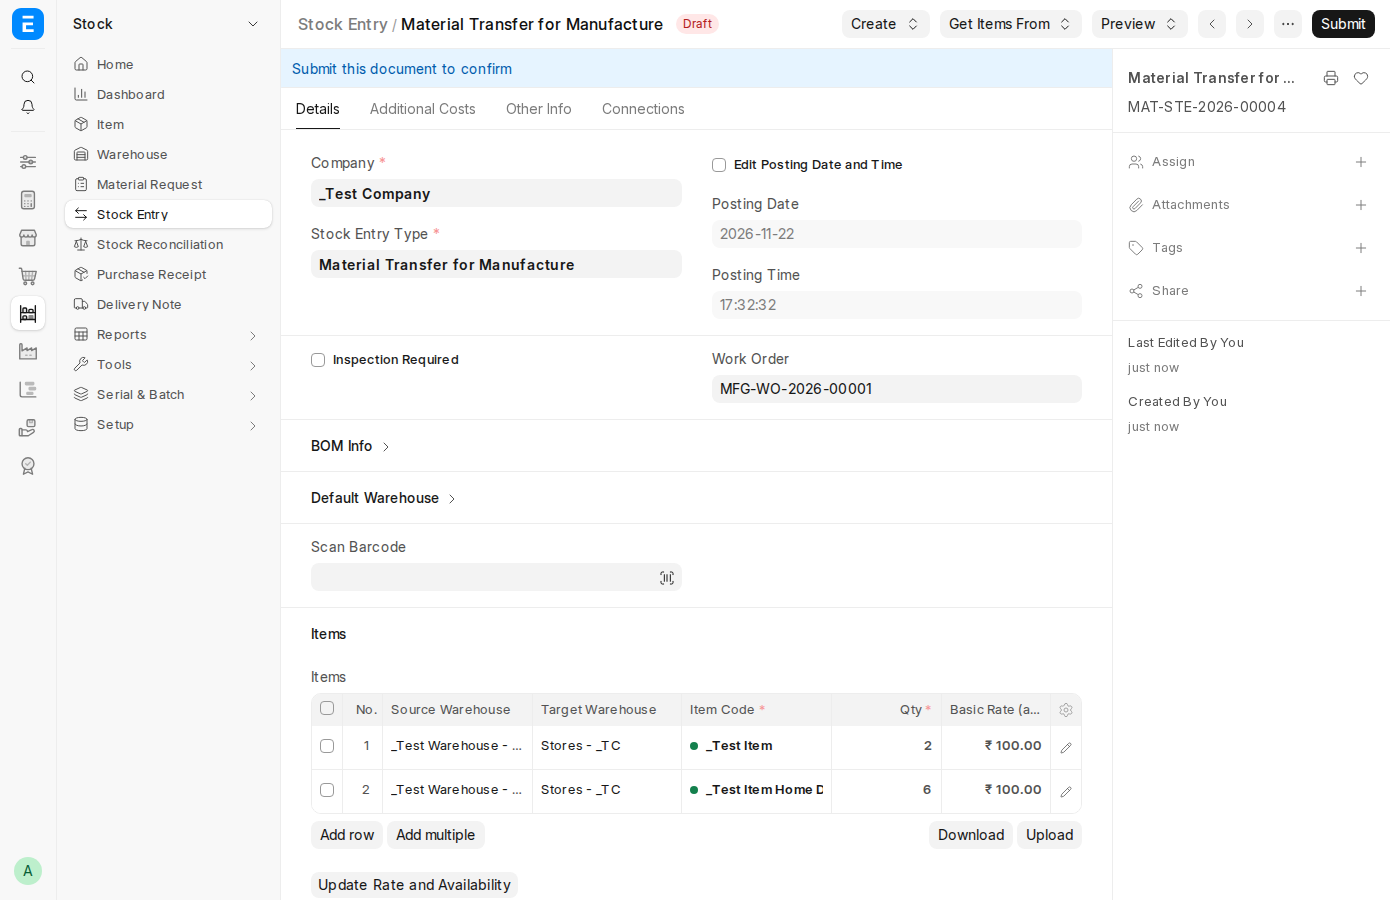 Stock
Home
Dashboard
Item
Warehouse
Material Request
Stock Entry
Stock Reconciliation
Purchase Receipt
Delivery Note
Reports
Tools
Serial & Batch
Setup
A
Stock Entry / Material Transfer for Manufacture Draft
Create Get Items From Preview ... Submit
Submit this document to confirm
Details Additional Costs Other Info Connections
Company *
_Test Company
Stock Entry Type *
Material Transfer for Manufacture
Edit Posting Date and Time
Posting Date
2026-11-22
Posting Time
17:32:32
Inspection Required
Work Order
MFG-WO-2026-00001
BOM Info
Default Warehouse
Scan Barcode
Items
Items
No. Source Warehouse Target Warehouse Item Code * Qty * Basic Rate (a...
1 _Test Warehouse - ... Stores - _TC _Test Item 2 ₹ 100.00
2 _Test Warehouse - ... Stores - _TC _Test Item Home D 6 ₹ 100.00
Add row Add multiple Download Upload
Update Rate and Availability
Material Transfer for ...
MAT-STE-2026-00004
Assign
Attachments
Tags
Share
Last Edited By You
just now
Created By You
just now